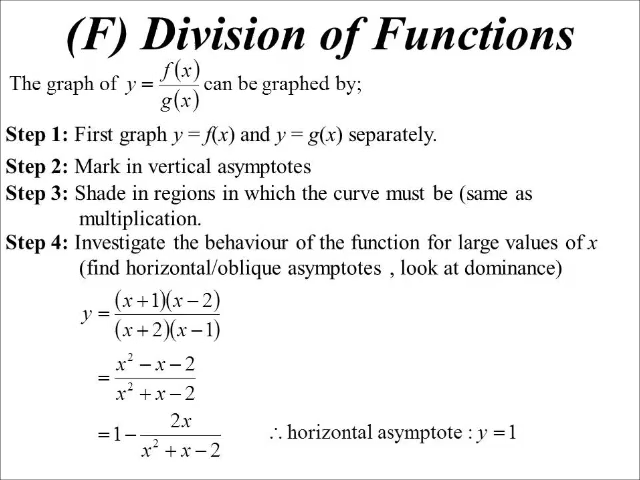 (F) Division of Functions
The graph of y = f(x)/g(x) can be graphed by;
Step 1: First graph y = f(x) and y = g(x) separately.
Step 2: Mark in vertical asymptotes
Step 3: Shade in regions in which the curve must be (same as
multiplication.
Step 4: Investigate the behaviour of the function for large values of x
(find horizontal/oblique asymptotes , look at dominance)
y = (x+1)(x−2)/(x+2)(x−1)
= x² − x − 2/x² + x − 2
= 1 − 2x/x² + x − 2 ∴ horizontal asymptote : y = 1